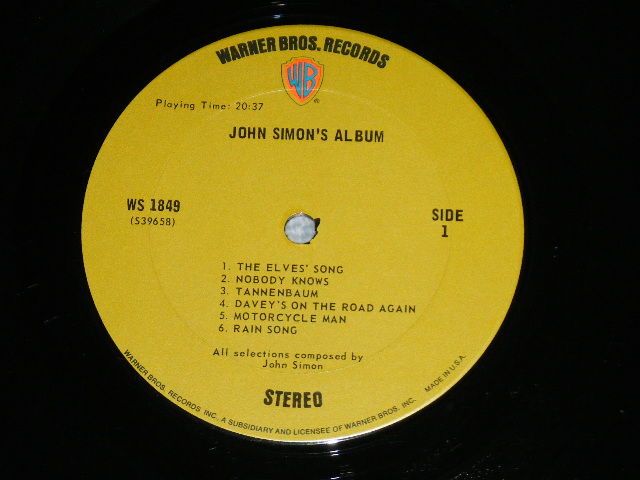 WARNER BROS. RECORDS
WB
®
Playing Time: 20:37
JOHN SIMON'S ALBUM
WS 1849
(S39658)
SIDE
1
1. THE ELVES' SONG
2. NOBODY KNOWS
3. TANNENBAUM
4. DAVEY'S ON THE ROAD AGAIN
5. MOTORCYCLE MAN
6. RAIN SONG
All selections composed by
John Simon
STEREO
WARNER BROS. RECORDS INC. A SUBSIDIARY AND LICENSEE OF WARNER BROS. INC.
MADE IN U.S.A.